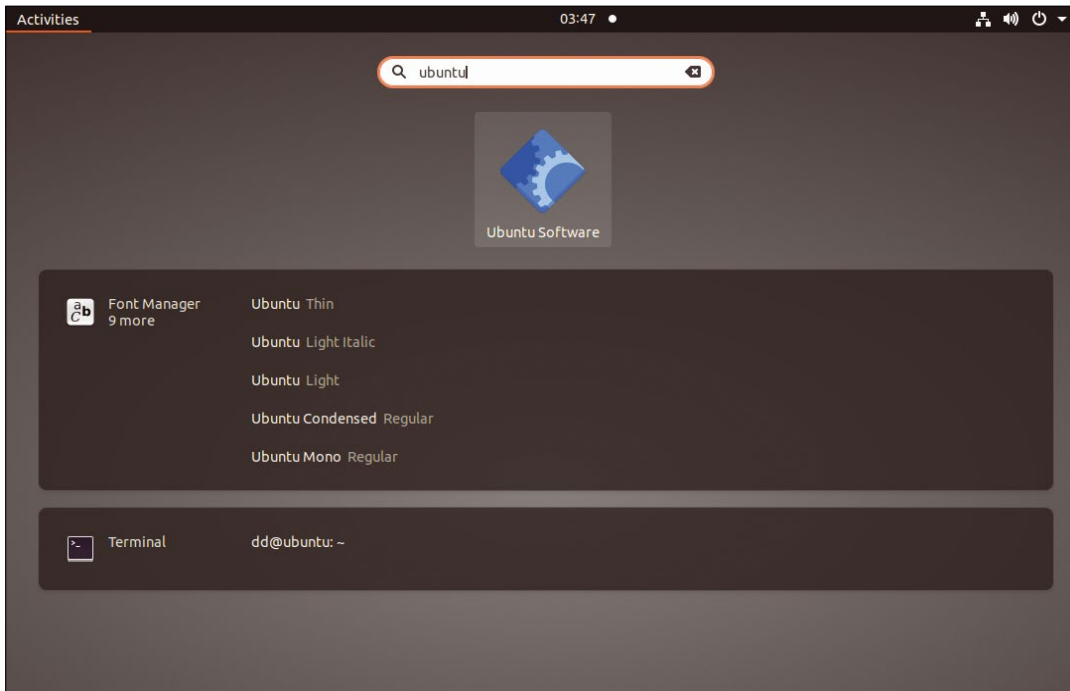 Activities
03:47
ubuntu
Ubuntu Software
Font Manager
9 more
Ubuntu Thin
Ubuntu Light Italic
Ubuntu Light
Ubuntu Condensed Regular
Ubuntu Mono Regular
Terminal
dd@ubuntu: ~